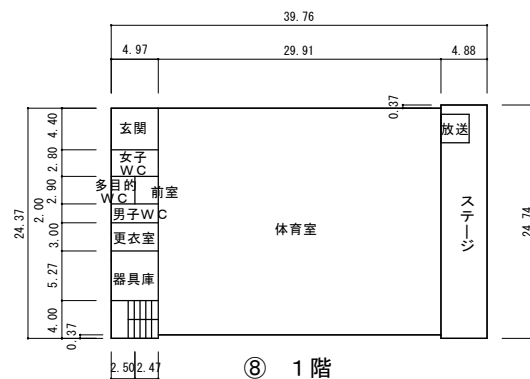 39.76
4.97
29.91
4.88
0.37
4.40
2.80
2.90
2.00
3.00
5.27
4.00
0.37
24.37
24.74
玄関
女子
WC
多目的
WC
前室
男子WC
更衣室
器具庫
体育室
放送
ステージ
2.50
2.47
⑧ 1階